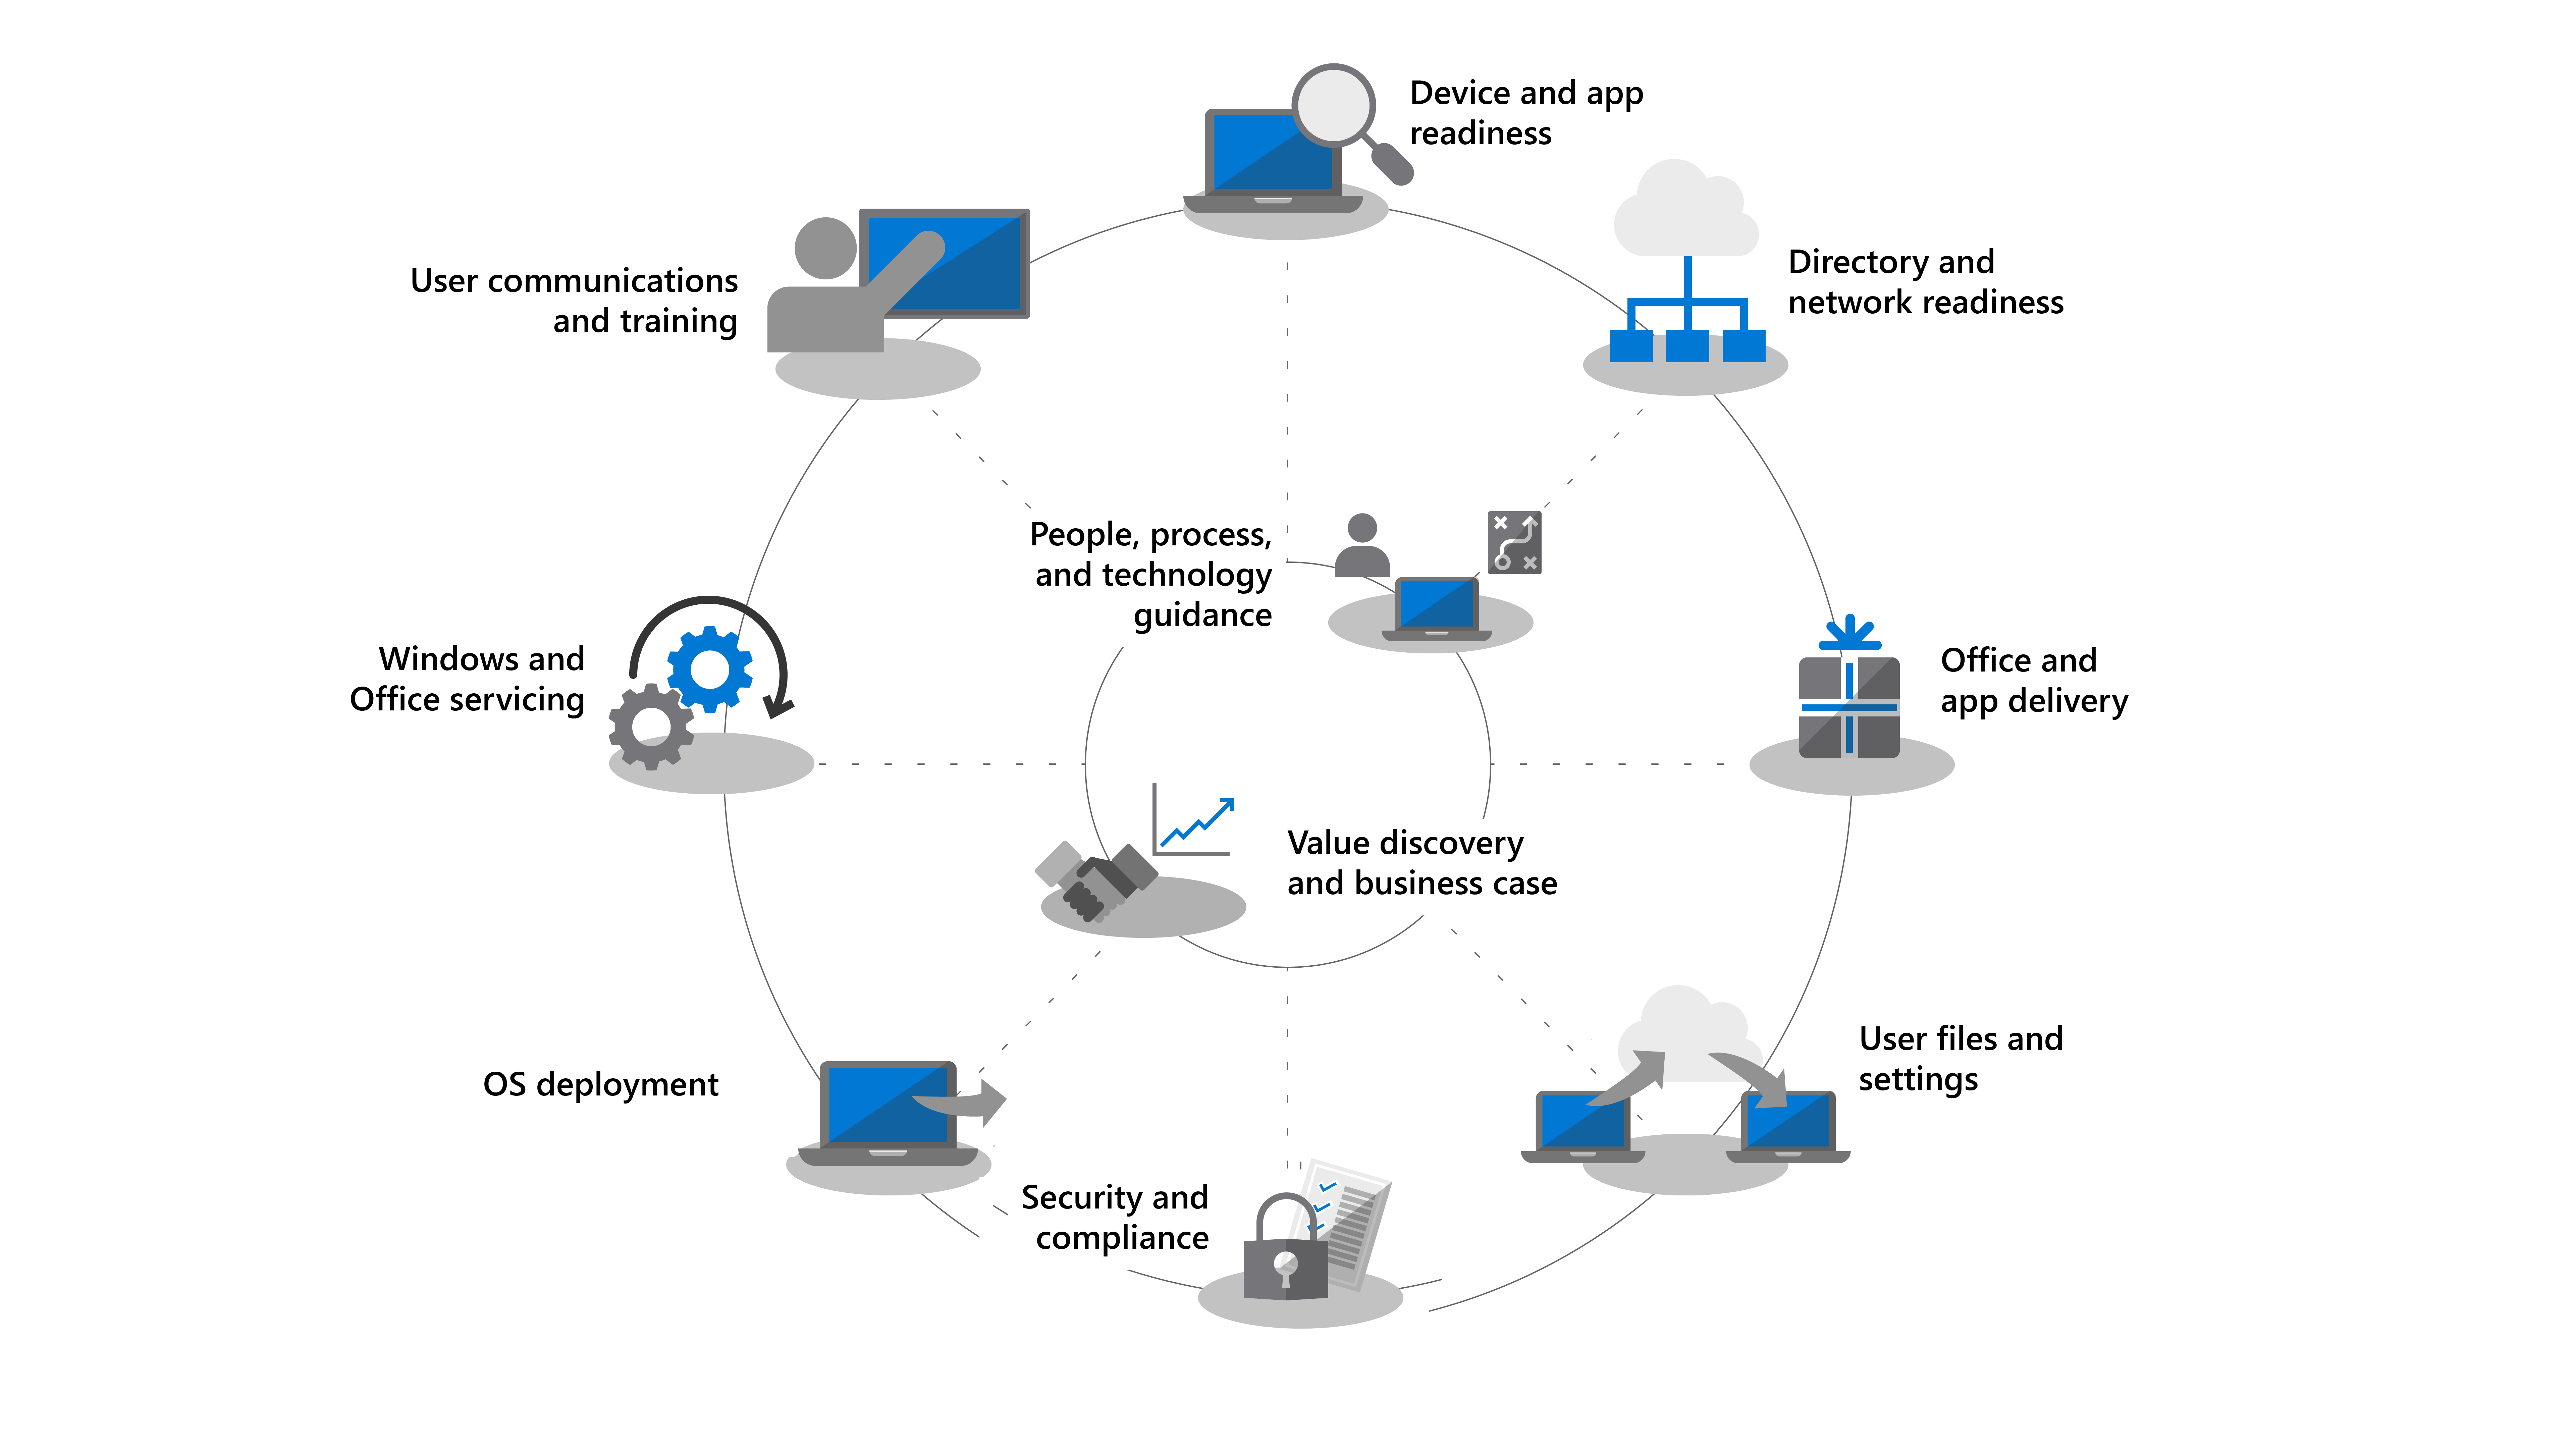 Device and app
readiness
Directory and
network readiness
User communications
and training
People, process,
and technology
guidance
Windows and
Office servicing
Office and
app delivery
Value discovery
and business case
User files and
settings
OS deployment
Security and
compliance